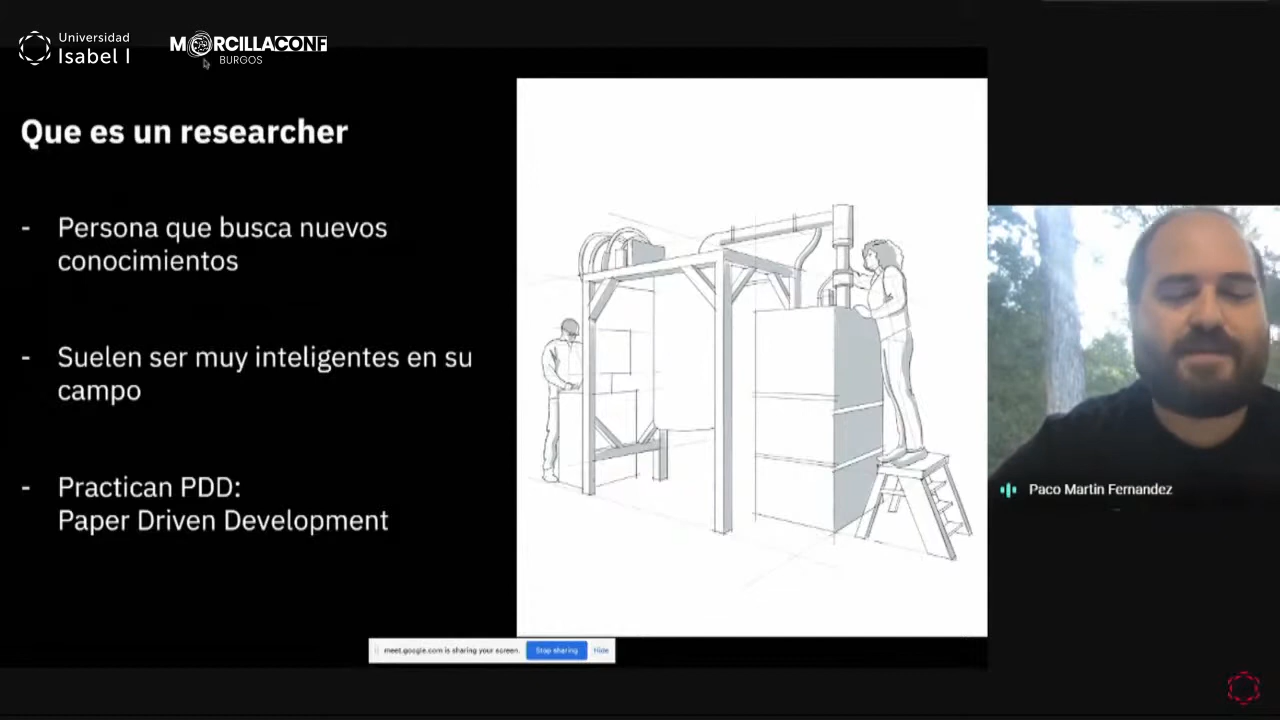 Universidad
Isabel I
MORCILLACONF
BURGOS
Que es un researcher
- Persona que busca nuevos
conocimientos
- Suelen ser muy inteligentes en su
campo
- Practican PDD:
Paper Driven Development
Paco Martin Fernandez
meet.google.com is sharing your screen.
Stop sharing
Hide